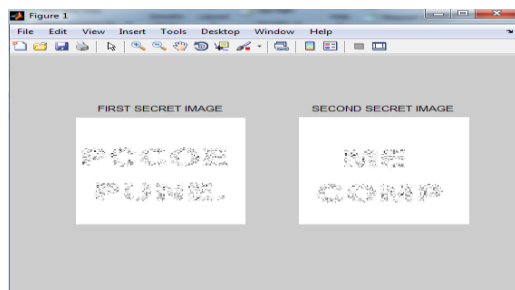 Figure 1
File Edit View Insert Tools Desktop Window Help
FIRST SECRET IMAGE SECOND SECRET IMAGE
PCCOE ME
PUNE. COMP